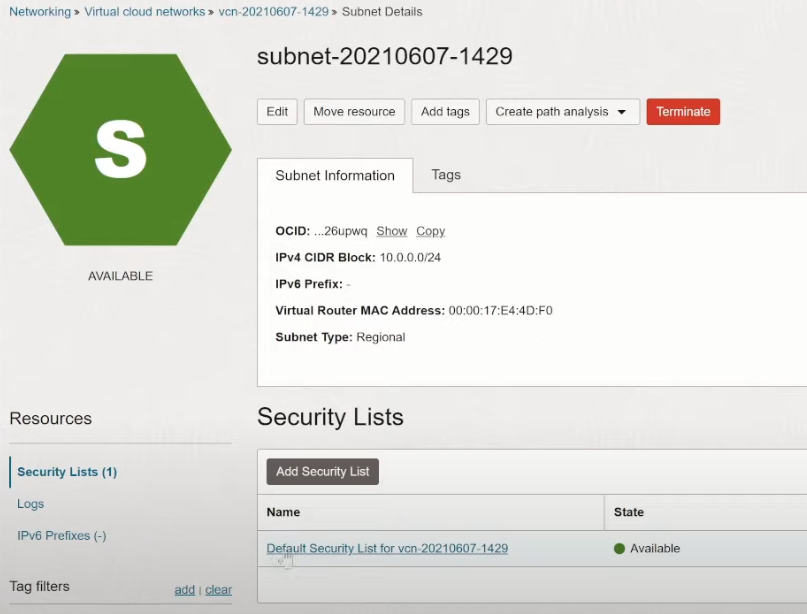 Networking » Virtual cloud networks » vcn-20210607-1429 » Subnet Details
S
AVAILABLE
subnet-20210607-1429
Edit Move resource Add tags Create path analysis Terminate
Subnet Information Tags
OCID: ...26upwq Show Copy
IPv4 CIDR Block: 10.0.0.0/24
IPv6 Prefix: -
Virtual Router MAC Address: 00:00:17:E4:4D:F0
Subnet Type: Regional
Resources
Security Lists (1)
Logs
IPv6 Prefixes (-)
Tag filters add | clear
Security Lists
Add Security List
Name State
Default Security List for vcn-20210607-1429 Available